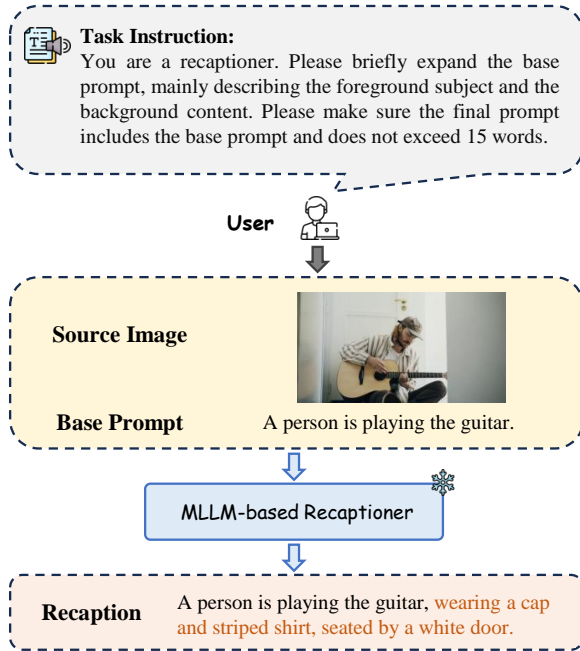 Task Instruction:
You are a recaptioner. Please briefly expand the base
prompt, mainly describing the foreground subject and the
background content. Please make sure the final prompt
includes the base prompt and does not exceed 15 words.
User
Source Image
Base Prompt A person is playing the guitar.
MLLM-based Recaptioner
Recaption A person is playing the guitar, wearing a cap
and striped shirt, seated by a white door.